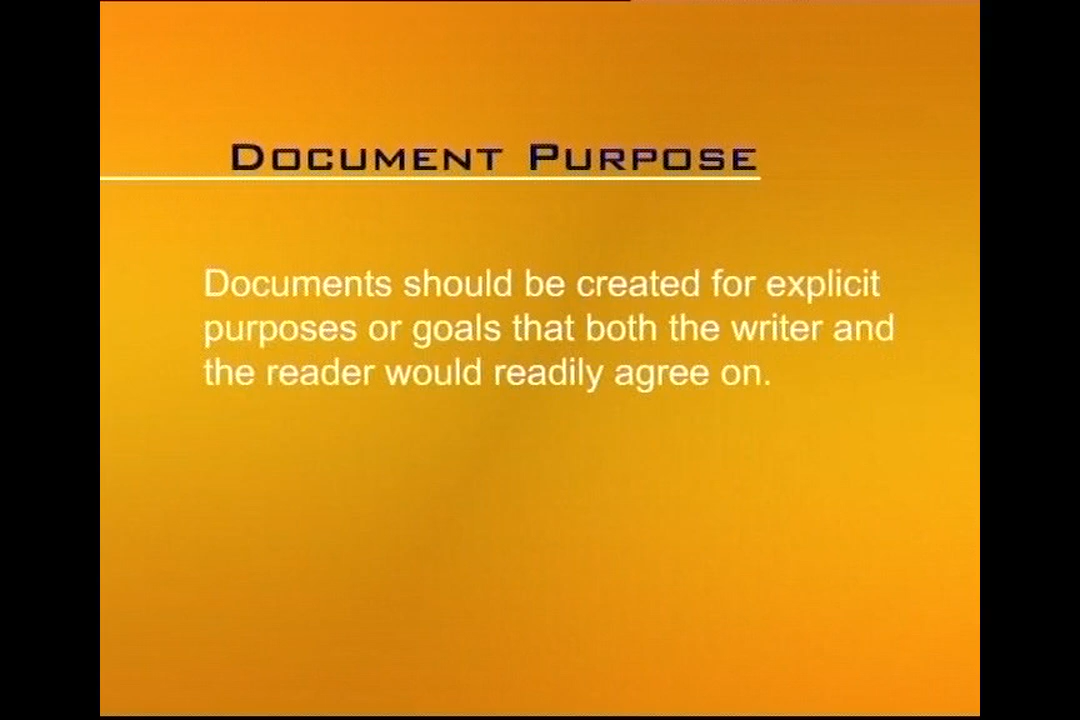 DOCUMENT PURPOSE
Documents should be created for explicit
purposes or goals that both the writer and
the reader would readily agree on.